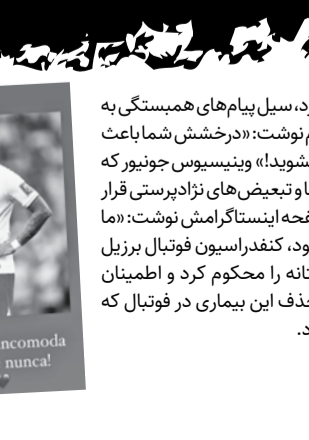 رد، سیل پیام‌های همبستگی به
م نوشت: «درخشش شما باعث
شوید!» وینیسیوس جونیور که
ا و تبعیض‌های نژادپرستی قرار
فحه اینستاگرامش نوشت: «ما
ود، کنفدراسیون فوتبال برزیل
تانه را محکوم کرد و اطمینان
حذف این بیماری در فوتبال که
د.
ncomoda
nunca!